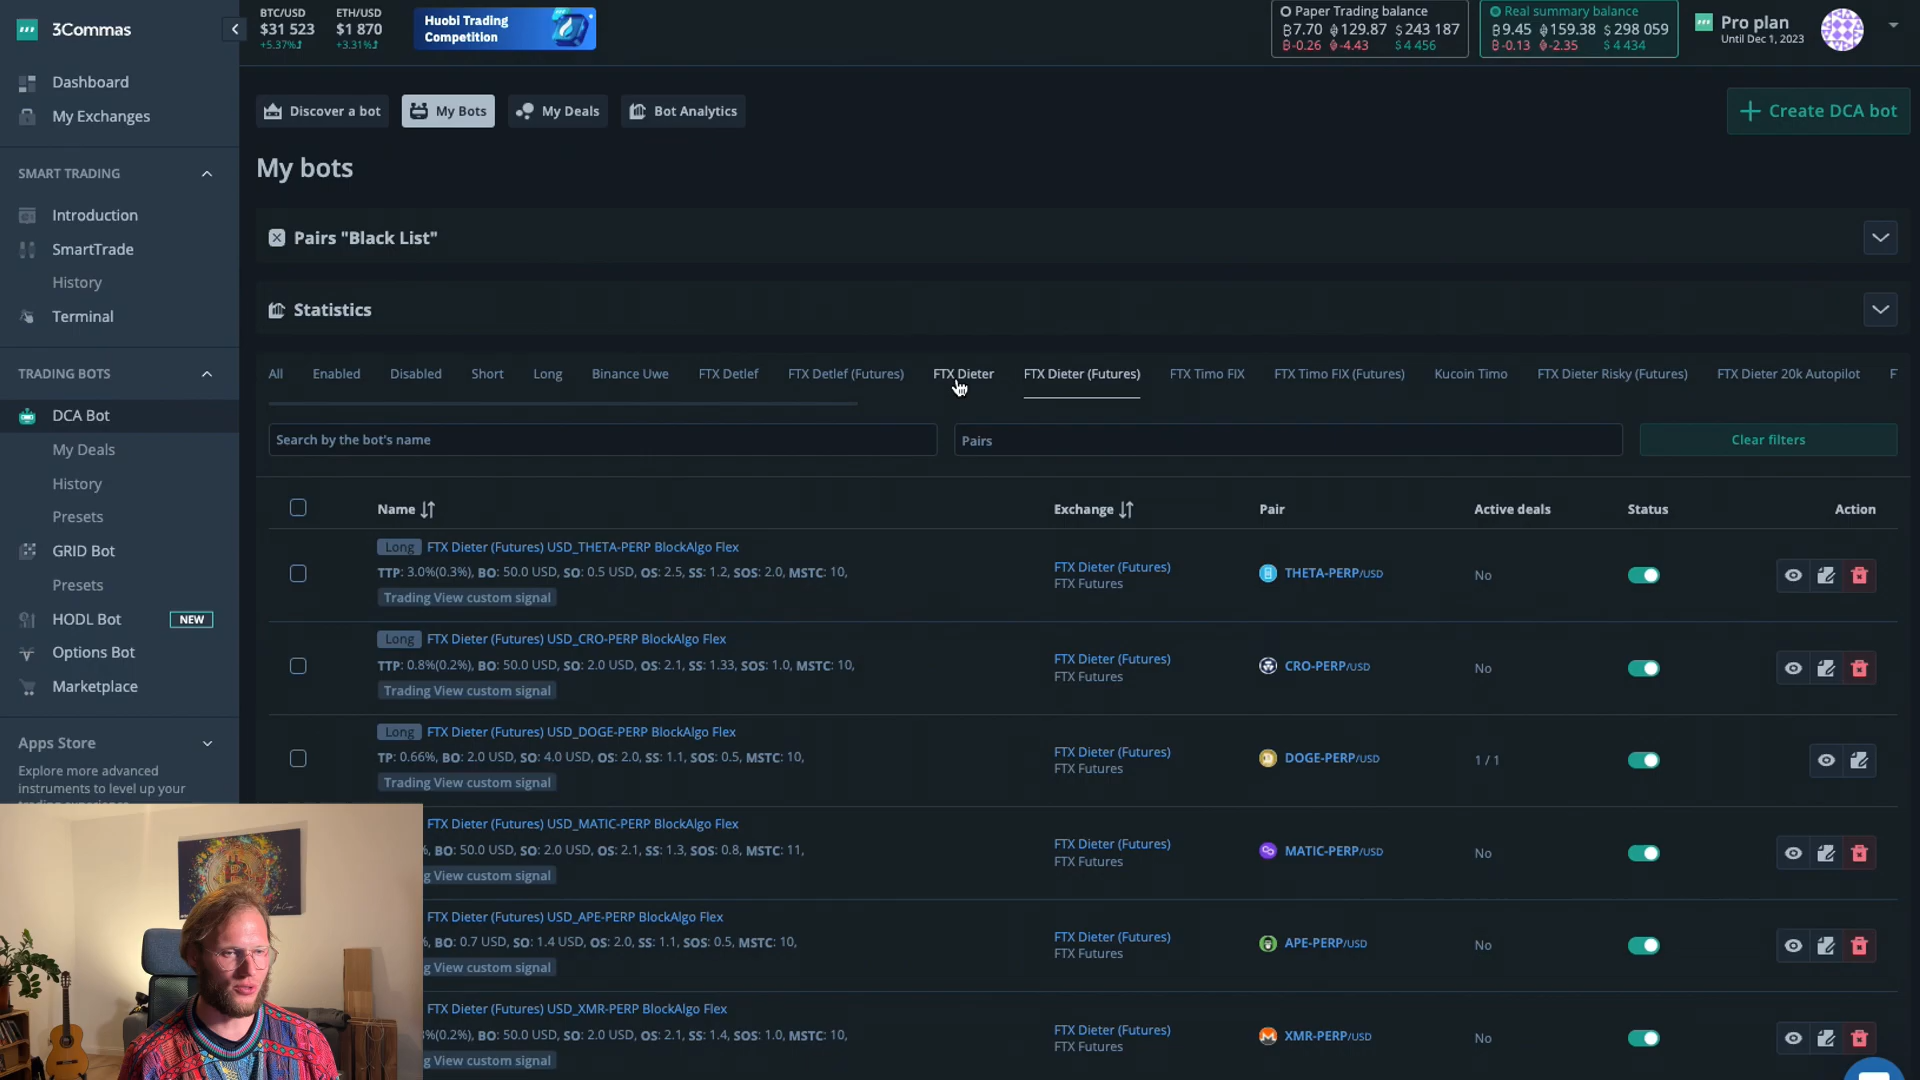 3Commas
BTC/USD
$31 523
+5.37%
ETH/USD
$1 870
+3.31%
Huobi Trading
Competition
Paper Trading balance
7.70 129.87 $ 243 187
-0.26 -4.43 $ 4 456
Real summary balance
9.45 159.38 $ 298 059
-0.13 -2.35 $ 4 434
Pro plan
Until Dec 1, 2023
Dashboard
My Exchanges
SMART TRADING
Introduction
SmartTrade
History
Terminal
TRADING BOTS
DCA Bot
My Deals
History
Presets
GRID Bot
Presets
HODL Bot NEW
Options Bot
Marketplace
Apps Store
Explore more advanced
instruments to level up your
Discover a bot
My Bots
My Deals
Bot Analytics
Create DCA bot
My bots
Pairs "Black List"
Statistics
All Enabled Disabled Short Long Binance Uwe FTX Detlef FTX Detlef (Futures) FTX Dieter FTX Dieter (Futures) FTX Timo FIX FTX Timo FIX (Futures) Kucoin Timo FTX Dieter Risky (Futures) FTX Dieter 20k Autopilot F
Search by the bot's name
Pairs
Clear filters
Name Exchange Pair Active deals Status Action
Long FTX Dieter (Futures) USD_THETA-PERP BlockAlgo Flex
TTP: 3.0%(0.3%), BO: 50.0 USD, SO: 0.5 USD, OS: 2.5, SS: 1.2, SOS: 2.0, MSTC: 10,
Trading View custom signal
FTX Dieter (Futures)
FTX Futures
THETA-PERP/USD
No
Long FTX Dieter (Futures) USD_CRO-PERP BlockAlgo Flex
TTP: 0.8%(0.2%), BO: 50.0 USD, SO: 2.0 USD, OS: 2.1, SS: 1.33, SOS: 1.0, MSTC: 10,
Trading View custom signal
FTX Dieter (Futures)
FTX Futures
CRO-PERP/USD
No
Long FTX Dieter (Futures) USD_DOGE-PERP BlockAlgo Flex
TP: 0.66%, BO: 2.0 USD, SO: 4.0 USD, OS: 2.0, SS: 1.1, SOS: 0.5, MSTC: 10,
Trading View custom signal
FTX Dieter (Futures)
FTX Futures
DOGE-PERP/USD
1 / 1
FTX Dieter (Futures) USD_MATIC-PERP BlockAlgo Flex
%, BO: 50.0 USD, SO: 2.0 USD, OS: 2.1, SS: 1.3, SOS: 0.8, MSTC: 11,
g View custom signal
FTX Dieter (Futures)
FTX Futures
MATIC-PERP/USD
No
FTX Dieter (Futures) USD_APE-PERP BlockAlgo Flex
%, BO: 0.7 USD, SO: 1.4 USD, OS: 2.0, SS: 1.1, SOS: 0.5, MSTC: 10,
g View custom signal
FTX Dieter (Futures)
FTX Futures
APE-PERP/USD
No
FTX Dieter (Futures) USD_XMR-PERP BlockAlgo Flex
%(0.2%), BO: 50.0 USD, SO: 2.0 USD, OS: 2.1, SS: 1.4, SOS: 1.0, MSTC: 10,
g View custom signal
FTX Dieter (Futures)
FTX Futures
XMR-PERP/USD
No